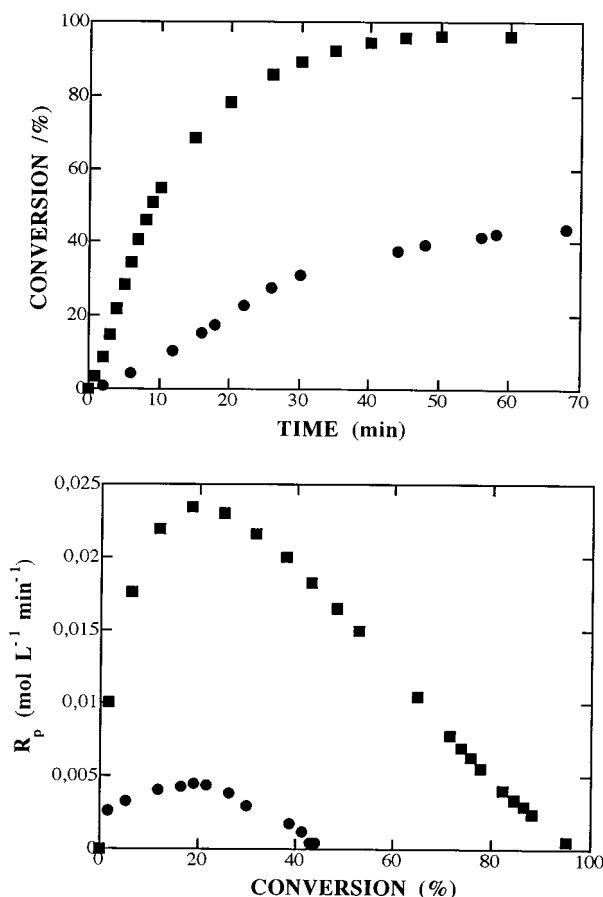 100
80
60
40
20
0
CONVERSION /%
0 10 20 30 40 50 60 70
TIME (min)
0,025
0,02
0,015
0,01
0,005
0
R_p (mol L^-1 min^-1)
0 20 40 60 80 100
CONVERSION (%)